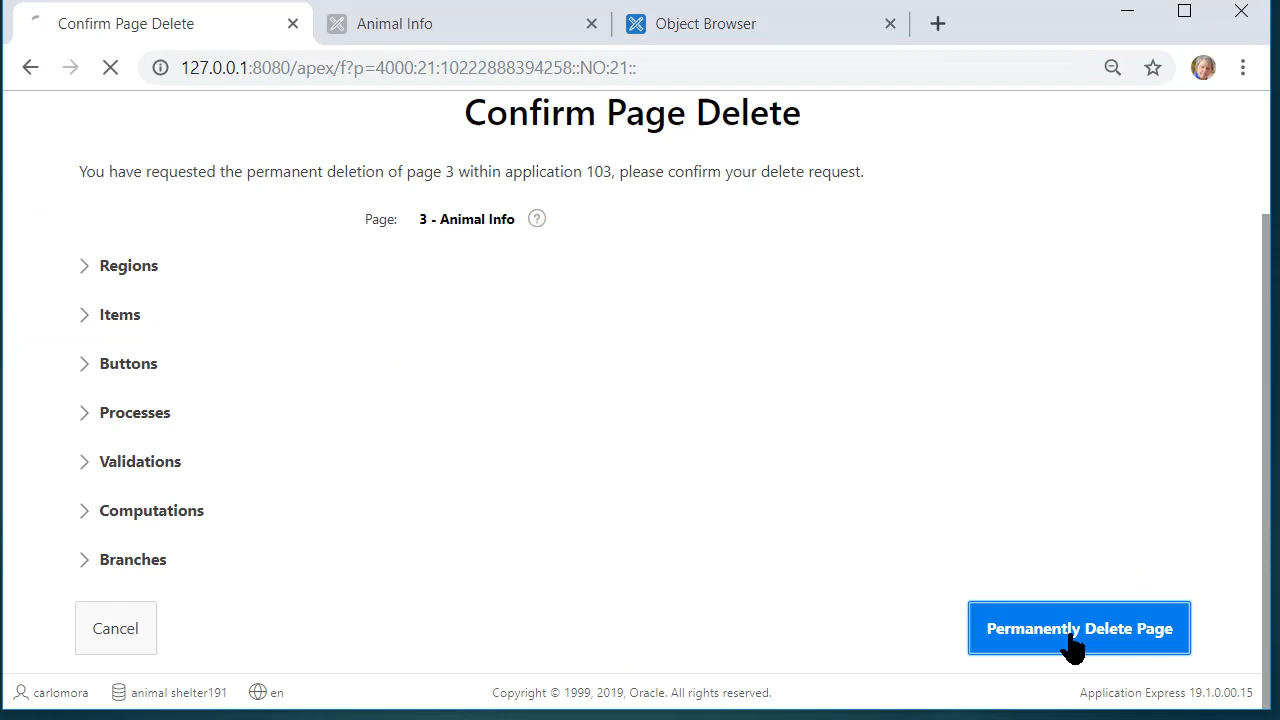 Confirm Page Delete
Animal Info
Object Browser
127.0.0.1:8080/apex/f?p=4000:21:10222888394258::NO:21::
Confirm Page Delete
You have requested the permanent deletion of page 3 within application 103, please confirm your delete request.
Page: 3 - Animal Info ?
Regions
Items
Buttons
Processes
Validations
Computations
Branches
Cancel
Permanently Delete Page
carlomora animal shelter191 en Copyright © 1999, 2019, Oracle. All rights reserved. Application Express 19.1.0.00.15